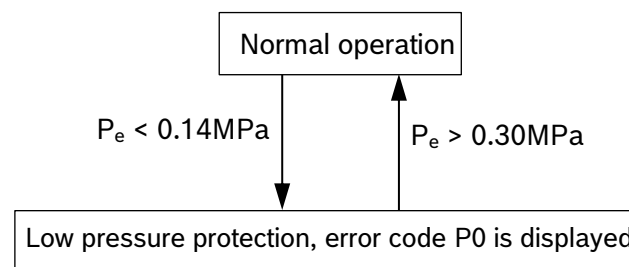 Normal operation
Pₑ < 0.14MPa
Pₑ > 0.30MPa
Low pressure protection, error code P0 is displayed